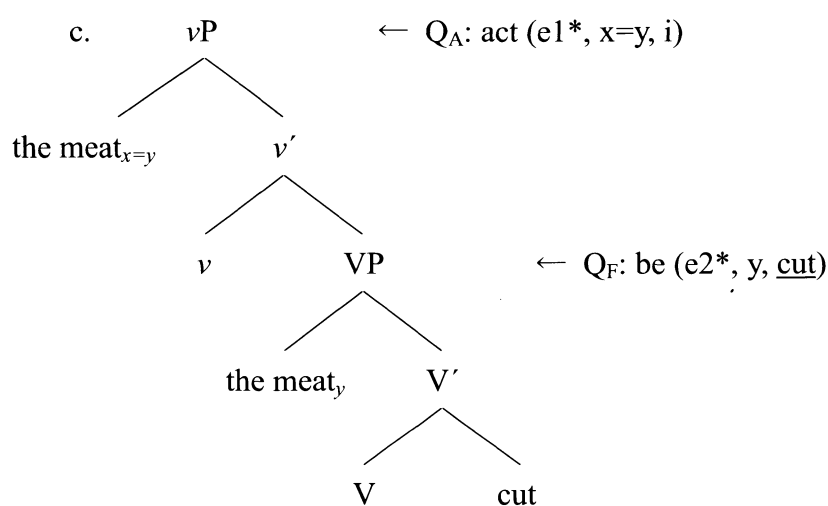 c. vP ← Q_A: act (e1*, x=y, i)
the meat_x=y v´
v VP ← Q_F: be (e2*, y, cut)
the meat_y V´
V cut